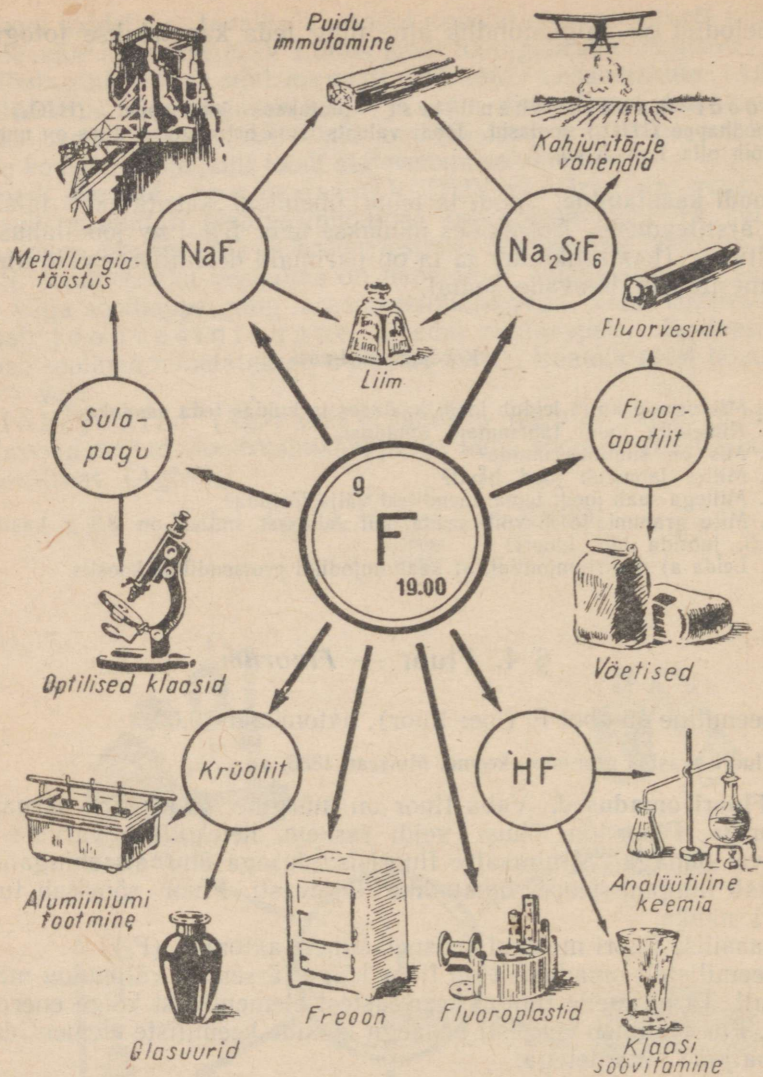 Puidu
immutamine
Kahjuritõrje
vahendid
NaF
Na₂SiF₆
Metallurgia-
tööstus
Liim
Fluorvesinik
Sula-
pagu
Fluor-
apatiit
9
F
19.00
Optilised klaasid
Väetised
Krüoliit
HF
Alumiiniumi
tootmine
Analüütiline
keemia
Glasuurid
Freoon
Fluoroplastid
Klaasi
söövitamine